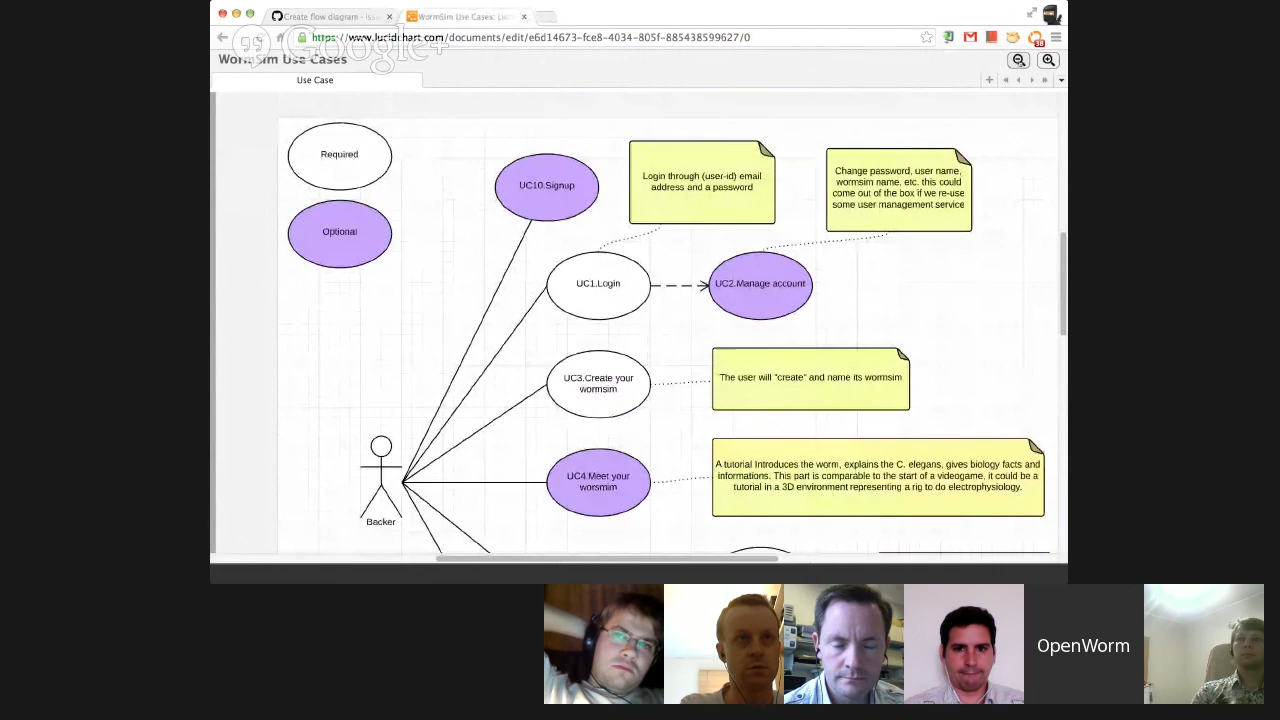 Create flow diagram - Issu
WormSim Use Cases: Luci
Google+
https://www.lucidchart.com/documents/edit/e6d14673-fce8-4034-805f-885438599627/0
38
WormSim Use Cases
Use Case
Required
Optional
UC10.Signup
Login through (user-id) email
address and a password
Change password, user name,
wormsim name, etc. this could
come out of the box if we re-use
some user management service
UC1.Login
UC2.Manage account
UC3.Create your
wormsim
The user will "create" and name its wormsim
UC4.Meet your
worsmim
A tutorial Introduces the worm, explains the C. elegans, gives biology facts and
informations. This part is comparable to the start of a videogame, it could be a
tutorial in a 3D environment representing a rig to do electrophysiology.
Backer
OpenWorm